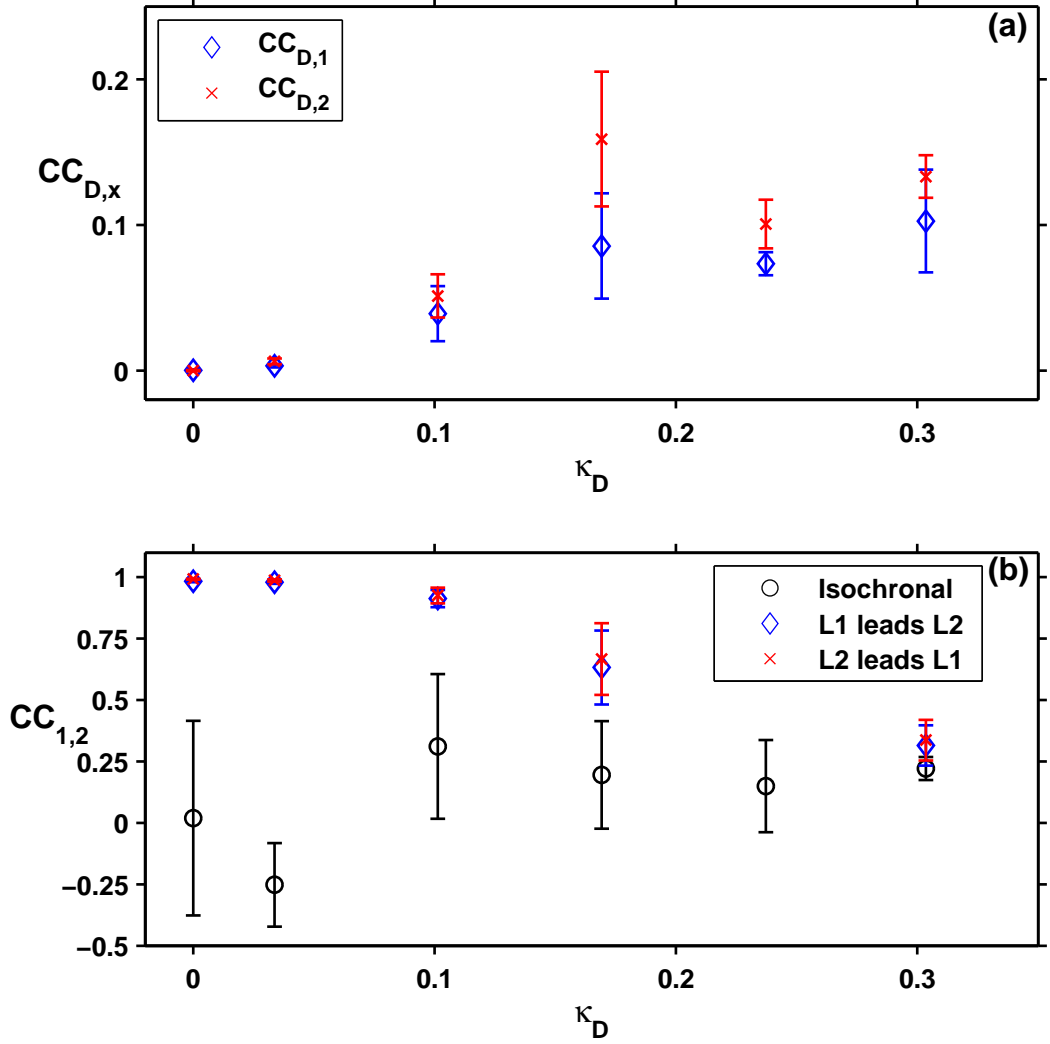 (a)
CC_D,1
CC_D,2
0.2
0.1
0
CC_D,x
0 0.1 0.2 0.3
κ_D
(b)
Isochronal
L1 leads L2
L2 leads L1
1
0.75
0.5
0.25
0
−0.25
−0.5
CC_1,2
0 0.1 0.2 0.3
κ_D